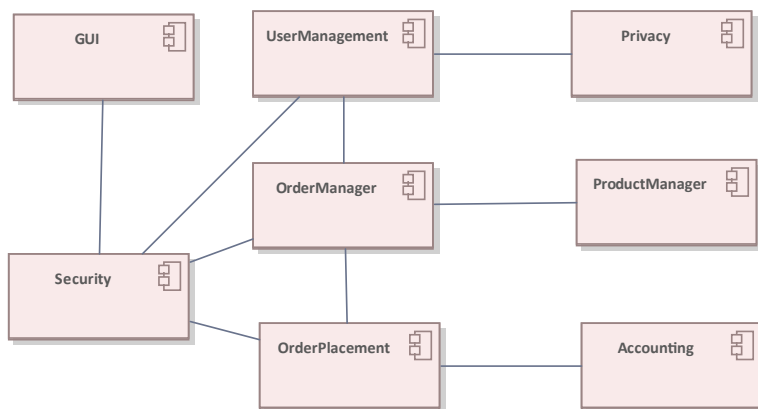 GUI
UserManagement
Privacy
OrderManager
ProductManager
Security
OrderPlacement
Accounting